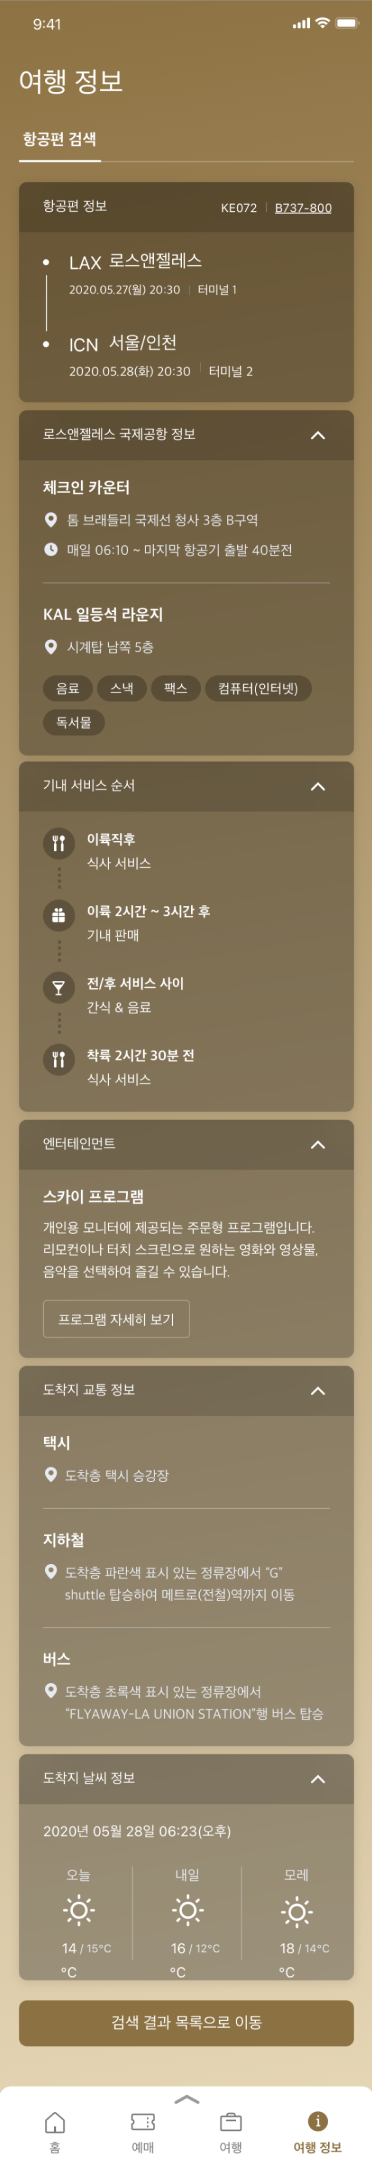 9:41
여행 정보
항공편 검색
항공편 정보 KE072 B737-800
LAX 로스앤젤레스
2020.05.27(월) 20:30 터미널 1
ICN 서울/인천
2020.05.28(화) 20:30 터미널 2
로스앤젤레스 국제공항 정보
체크인 카운터
톰 브래들리 국제선 청사 3층 B구역
매일 06:10 ~ 마지막 항공기 출발 40분전
KAL 일등석 라운지
시계탑 남쪽 5층
음료 스낵 팩스 컴퓨터(인터넷)
독서물
기내 서비스 순서
이륙직후
식사 서비스
이륙 2시간 ~ 3시간 후
기내 판매
전/후 서비스 사이
간식 & 음료
착륙 2시간 30분 전
식사 서비스
엔터테인먼트
스카이 프로그램
개인용 모니터에 제공되는 주문형 프로그램입니다.
리모컨이나 터치 스크린으로 원하는 영화와 영상물,
음악을 선택하여 즐길 수 있습니다.
프로그램 자세히 보기
도착지 교통 정보
택시
도착층 택시 승강장
지하철
도착층 파란색 표시 있는 정류장에서 "G"
shuttle 탑승하여 메트로(전철)역까지 이동
버스
도착층 초록색 표시 있는 정류장에서
"FLYAWAY-LA UNION STATION"행 버스 탑승
도착지 날씨 정보
2020년 05월 28일 06:23(오후)
오늘 내일 모레
14 / 15°C 16 / 12°C 18 / 14°C
°C °C °C
검색 결과 목록으로 이동
홈 예매 여행 여행 정보